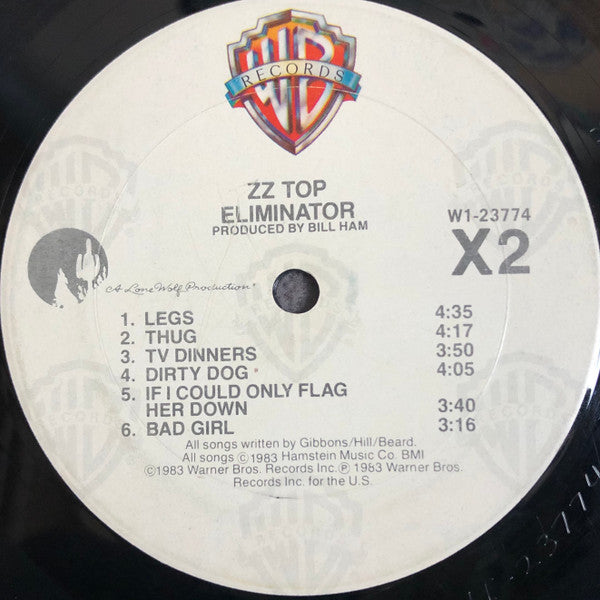 WB
RECORDS
ZZ TOP
ELIMINATOR
PRODUCED BY BILL HAM
W1-23774
X2
A Lone Wolf Production
1. LEGS 4:35
2. THUG 4:17
3. TV DINNERS 3:50
4. DIRTY DOG 4:05
5. IF I COULD ONLY FLAG
HER DOWN 3:40
6. BAD GIRL 3:16
All songs written by Gibbons/Hill/Beard.
All songs ©1983 Hamstein Music Co. BMI
©1983 Warner Bros. Records Inc. ℗ 1983 Warner Bros.
Records Inc. for the U.S.